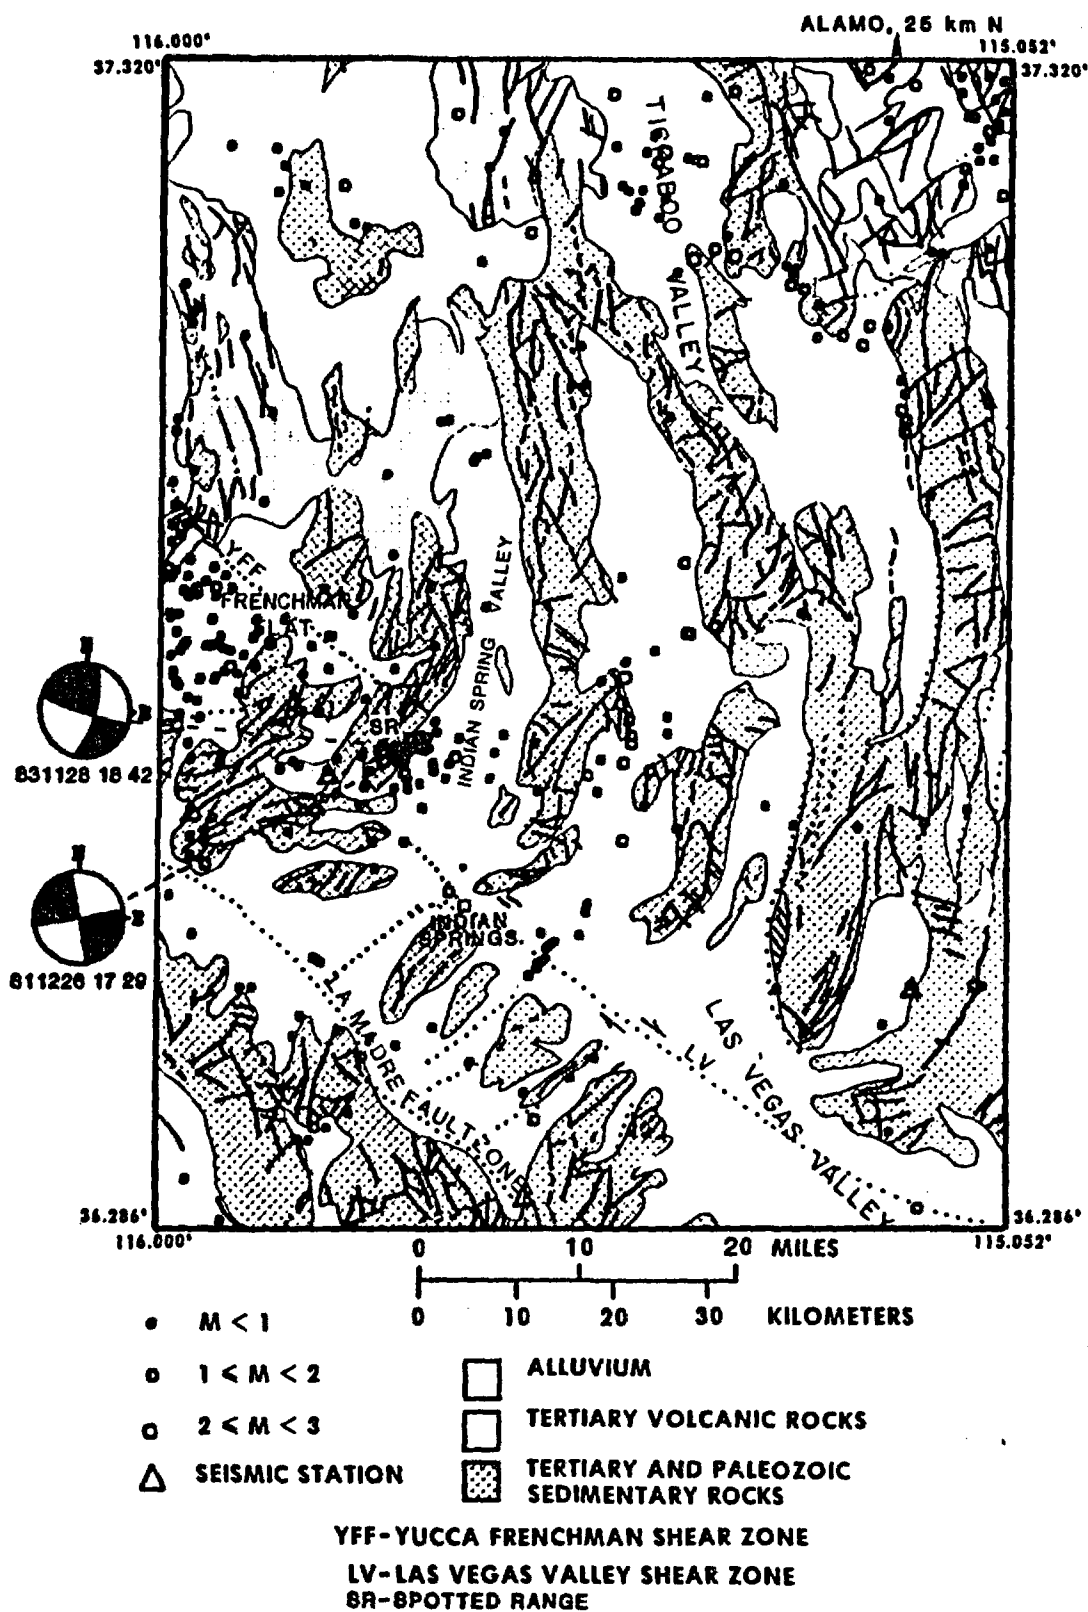 ALAMO, 25 km N
116.000° 115.052°
37.320° 37.320°
TIKABOO
VALLEY
YFF
FRENCHMAN
FLAT
INDIAN SPRING VALLEY
SR
831128 18 42
N
E
N
E
811226 17 29
INDIAN
SPRINGS
LA MADRE FAULT ZONE
LAS VEGAS VALLEY
LV
36.286° 36.286°
116.000° 115.052°
0 10 20 MILES
0 10 20 30 KILOMETERS
M < 1
1 ≤ M < 2
2 ≤ M < 3
SEISMIC STATION
ALLUVIUM
TERTIARY VOLCANIC ROCKS
TERTIARY AND PALEOZOIC
SEDIMENTARY ROCKS
YFF-YUCCA FRENCHMAN SHEAR ZONE
LV-LAS VEGAS VALLEY SHEAR ZONE
SR-SPOTTED RANGE